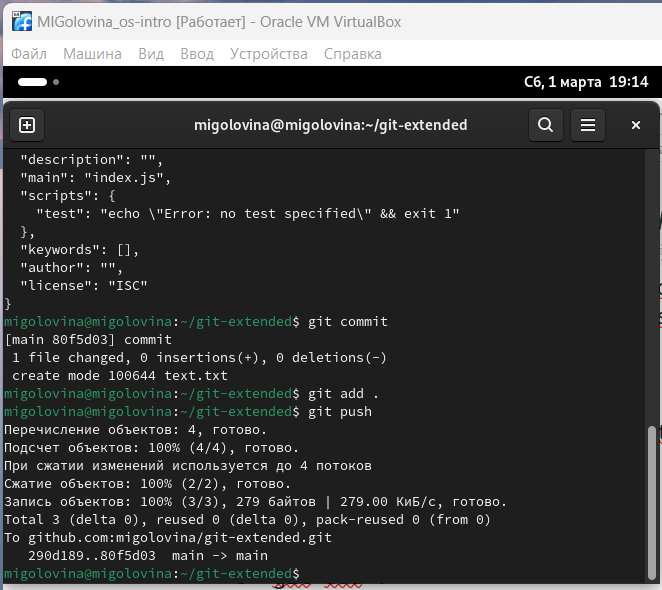 MIGolovina_os-intro [Работает] - Oracle VM VirtualBox
Файл Машина Вид Ввод Устройства Справка
Сб, 1 марта 19:14
migolovina@migolovina:~/git-extended
  "description": "",
  "main": "index.js",
  "scripts": {
    "test": "echo \"Error: no test specified\" && exit 1"
  },
  "keywords": [],
  "author": "",
  "license": "ISC"
}
migolovina@migolovina:~/git-extended$ git commit
[main 80f5d03] commit
 1 file changed, 0 insertions(+), 0 deletions(-)
 create mode 100644 text.txt
migolovina@migolovina:~/git-extended$ git add .
migolovina@migolovina:~/git-extended$ git push
Перечисление объектов: 4, готово.
Подсчет объектов: 100% (4/4), готово.
При сжатии изменений используется до 4 потоков
Сжатие объектов: 100% (2/2), готово.
Запись объектов: 100% (3/3), 279 байтов | 279.00 КиБ/с, готово.
Total 3 (delta 0), reused 0 (delta 0), pack-reused 0 (from 0)
To github.com:migolovina/git-extended.git
   290d189..80f5d03  main -> main
migolovina@migolovina:~/git-extended$